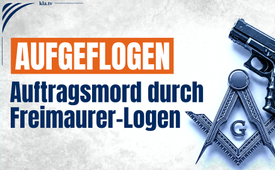 kla.tv
AUFGEFLOGEN
Auftragsmord durch
Freimaurer-Logen
G